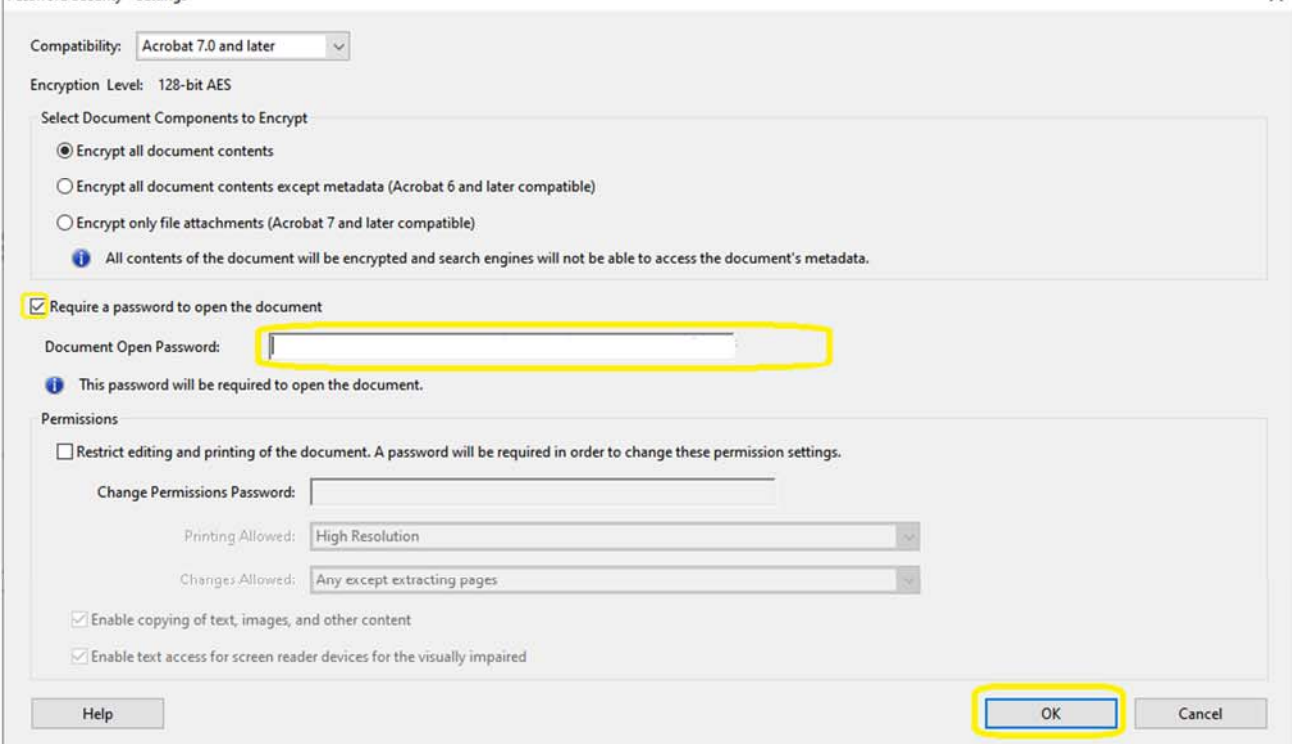 Compatibility: Acrobat 7.0 and later
Encryption Level: 128-bit AES
Select Document Components to Encrypt
Encrypt all document contents
Encrypt all document contents except metadata (Acrobat 6 and later compatible)
Encrypt only file attachments (Acrobat 7 and later compatible)
All contents of the document will be encrypted and search engines will not be able to access the document's metadata.
Require a password to open the document
Document Open Password:
This password will be required to open the document.
Permissions
Restrict editing and printing of the document. A password will be required in order to change these permission settings.
Change Permissions Password:
Printing Allowed: High Resolution
Changes Allowed: Any except extracting pages
Enable copying of text, images, and other content
Enable text access for screen reader devices for the visually impaired
Help OK Cancel